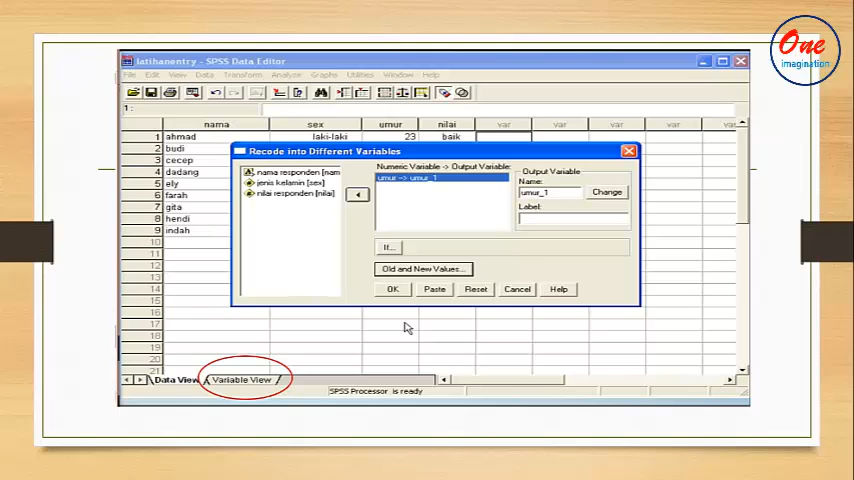 One
imagination
latihanentry - SPSS Data Editor
File Edit View Data Transform Analyze Graphs Utilities Window Help
1 :
nama sex umur nilai var var var var va
1 ahmad laki-laki 23 baik
2 budi
3 cecep
4 dadang
5 ely
6 farah
7 gita
8 hendi
9 indah
10
11
12
13
14
15
16
17
18
19
20
21
Recode into Different Variables
nama responden [nam
jenis kelamin [sex]
nilai responden [nilai]
Numeric Variable -> Output Variable:
umur --> umur_1
Output Variable
Name:
umur_1 Change
Label:
If...
Old and New Values...
OK Paste Reset Cancel Help
Data View Variable View
SPSS Processor is ready